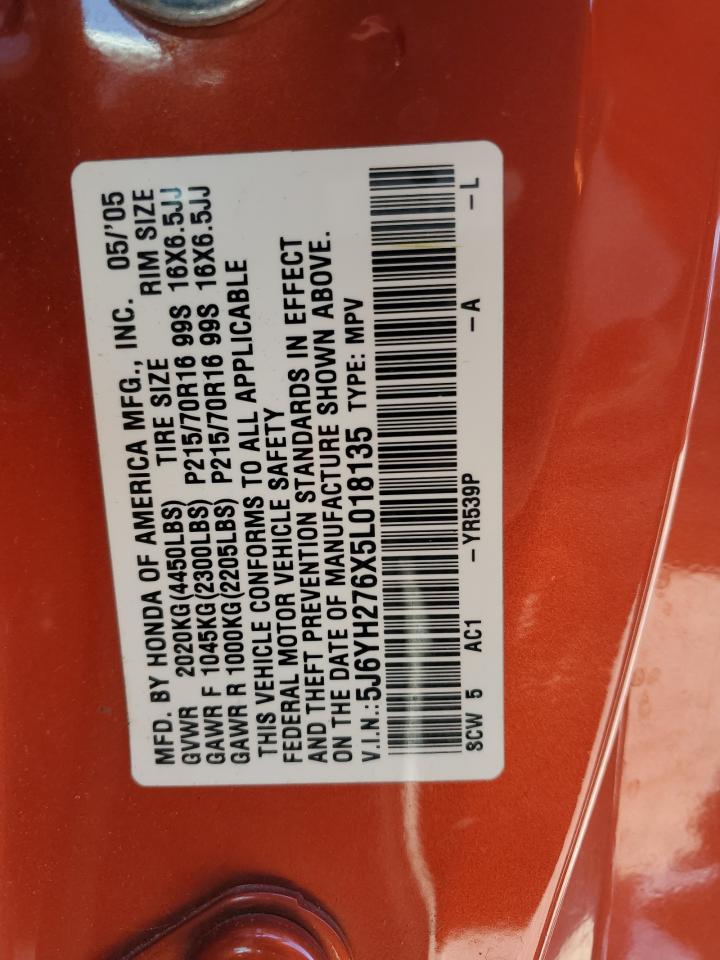 MFD. BY HONDA OF AMERICA MFG., INC. 05/'05
GVWR 2020KG(4450LBS) TIRE SIZE RIM SIZE
GAWR F 1045KG(2300LBS) P215/70R16 99S 16X6.5JJ
GAWR R 1000KG(2205LBS) P215/70R16 99S 16X6.5JJ
THIS VEHICLE CONFORMS TO ALL APPLICABLE
FEDERAL MOTOR VEHICLE SAFETY
AND THEFT PREVENTION STANDARDS IN EFFECT
ON THE DATE OF MANUFACTURE SHOWN ABOVE.
V.I.N.:5J6YH276X5L018135 TYPE: MPV
SCW 5 AC1 –YR539P –A –L